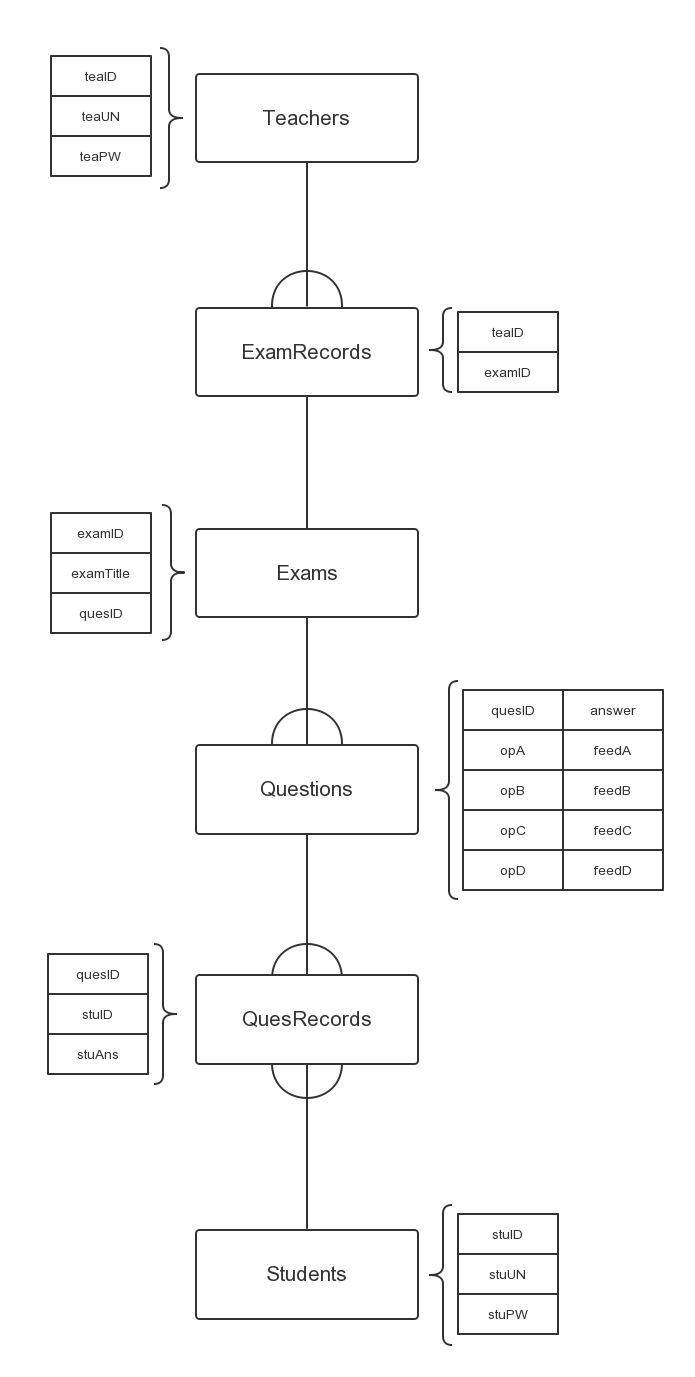 teaID
teaUN
teaPW
Teachers
ExamRecords
teaID
examID
examID
examTitle
quesID
Exams
Questions
quesID answer
opA feedA
opB feedB
opC feedC
opD feedD
quesID
stuID
stuAns
QuesRecords
Students
stuID
stuUN
stuPW